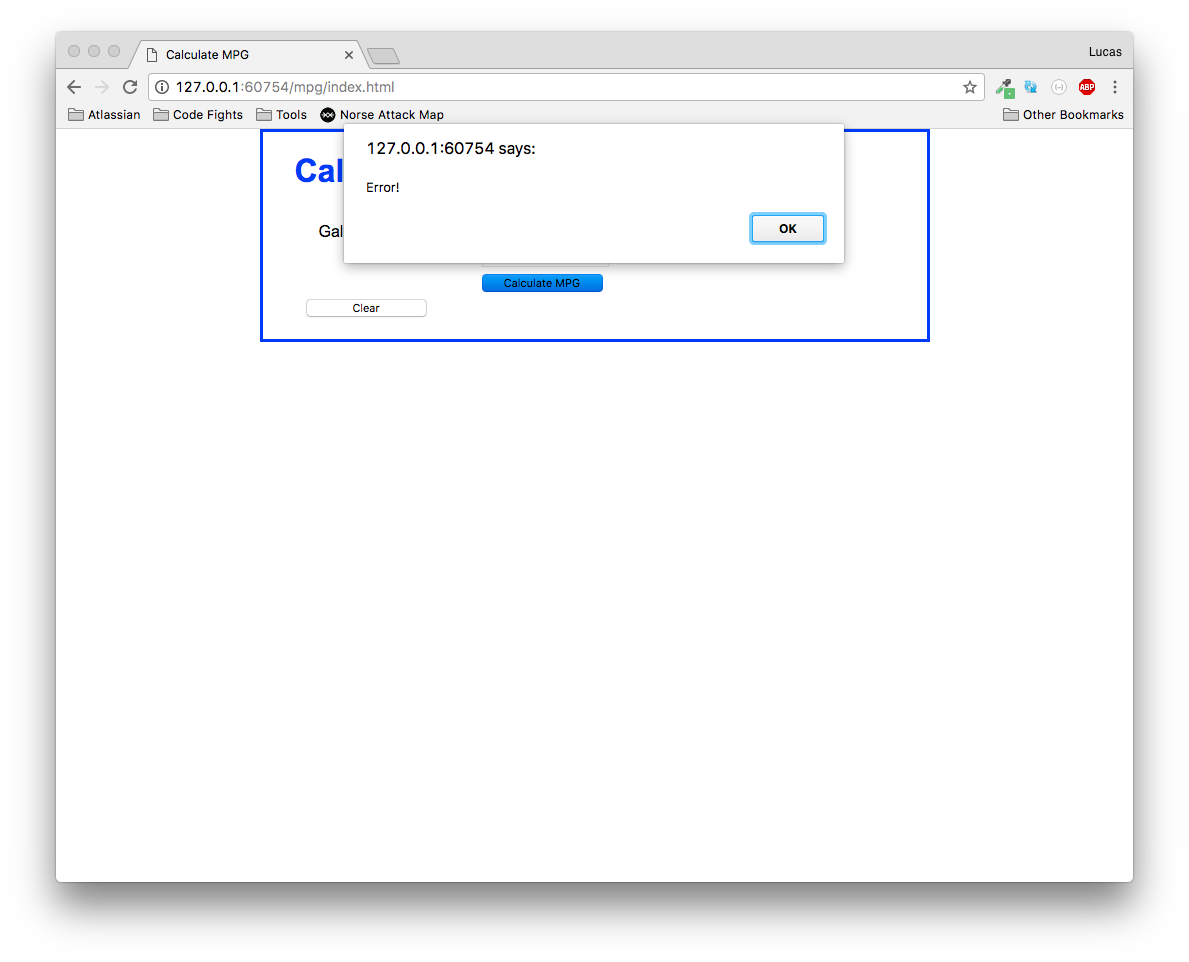 Calculate MPG
Lucas
127.0.0.1:60754/mpg/index.html
ABP
Atlassian Code Fights Tools Norse Attack Map Other Bookmarks
127.0.0.1:60754 says:
Cal
Error!
Gal
OK
Calculate MPG
Clear